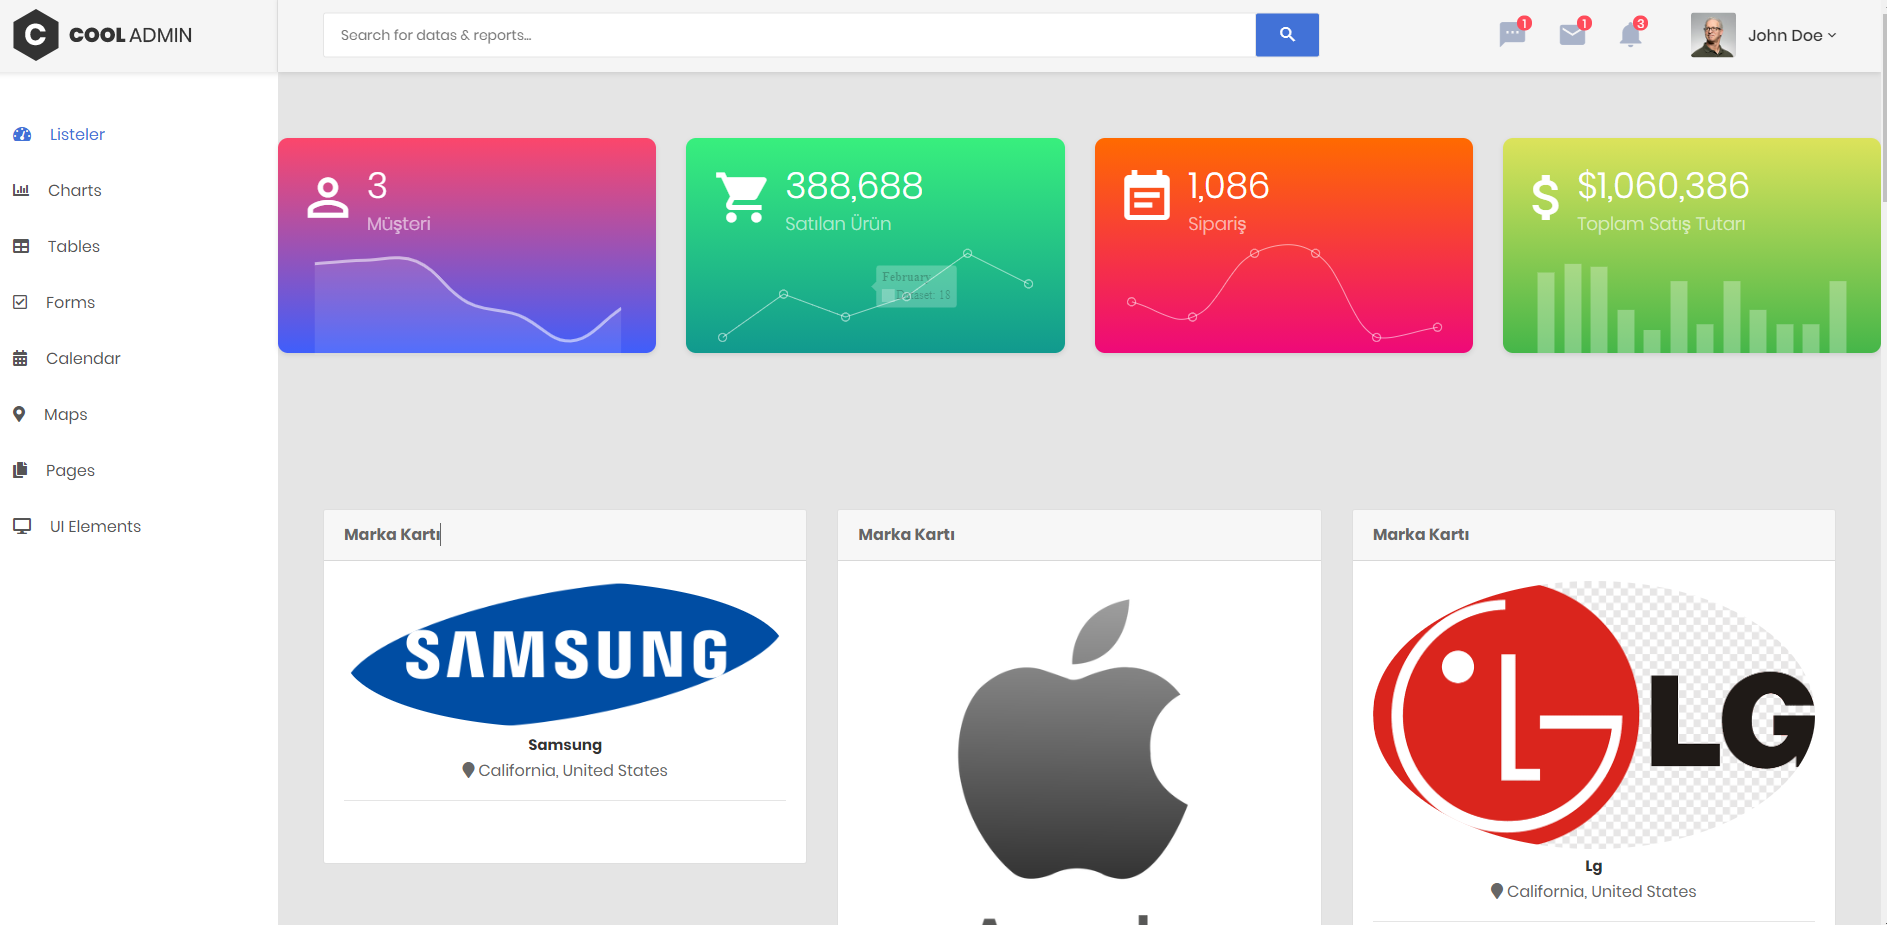 C COOL ADMIN
Search for datas & reports...
1
1
3
John Doe
Listeler
Charts
Tables
Forms
Calendar
Maps
Pages
UI Elements
3
Müşteri
388,688
Satılan Ürün
February
Dataset: 18
1,086
Sipariş
$1,060,386
Toplam Satış Tutarı
Marka Kartı
SAMSUNG
Samsung
California, United States
Marka Kartı
Marka Kartı
LG
Lg
California, United States